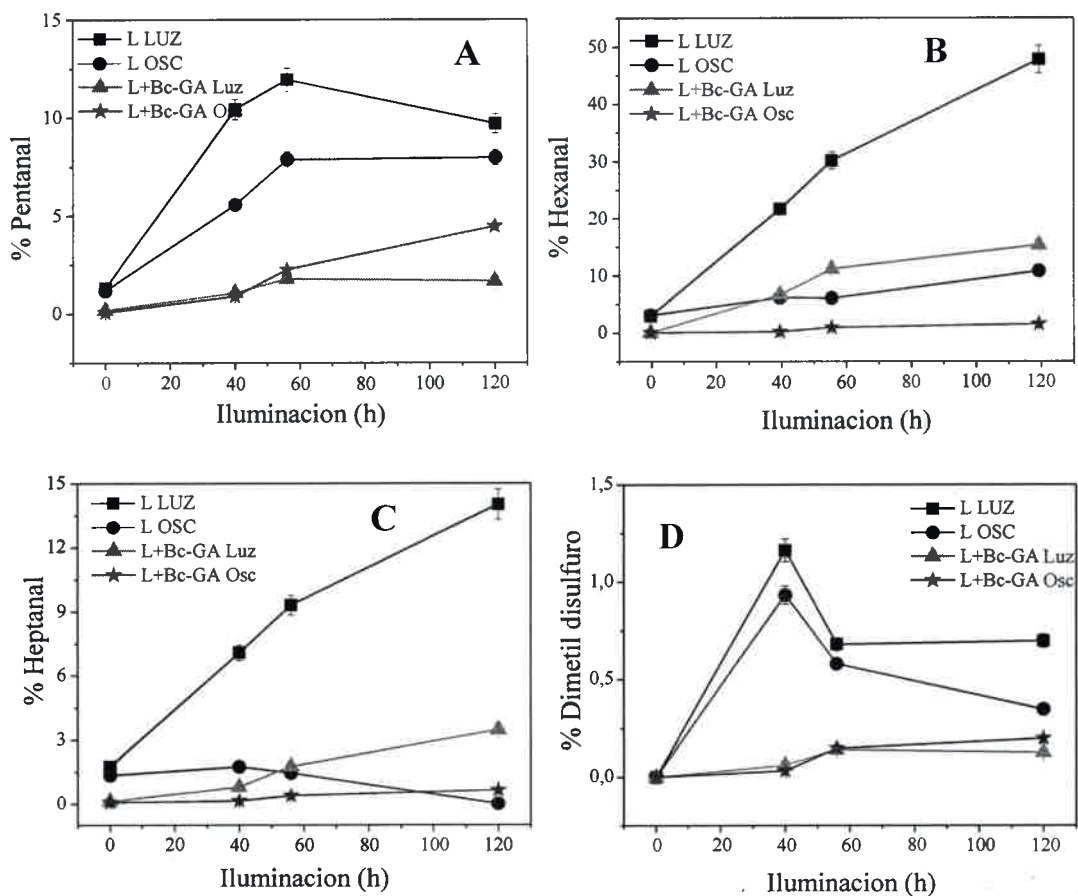 A
L LUZ
L OSC
L+Bc-GA Luz
L+Bc-GA O
% Pentanal
15
10
5
0
0 20 40 60 80 100 120
Iluminacion (h)
B
L LUZ
L OSC
L+Bc-GA Luz
L+Bc-GA Osc
% Hexanal
50
40
30
20
10
0
0 20 40 60 80 100 120
Iluminacion (h)
C
L LUZ
L OSC
L+Bc-GA Luz
L+Bc-GA Osc
% Heptanal
15
12
9
6
3
0
0 20 40 60 80 100 120
Iluminacion (h)
D
L LUZ
L OSC
L+Bc-GA Luz
L+Bc-GA Osc
% Dimetil disulfuro
1,5
1,0
0,5
0,0
0 20 40 60 80 100 120
Iluminacion (h)